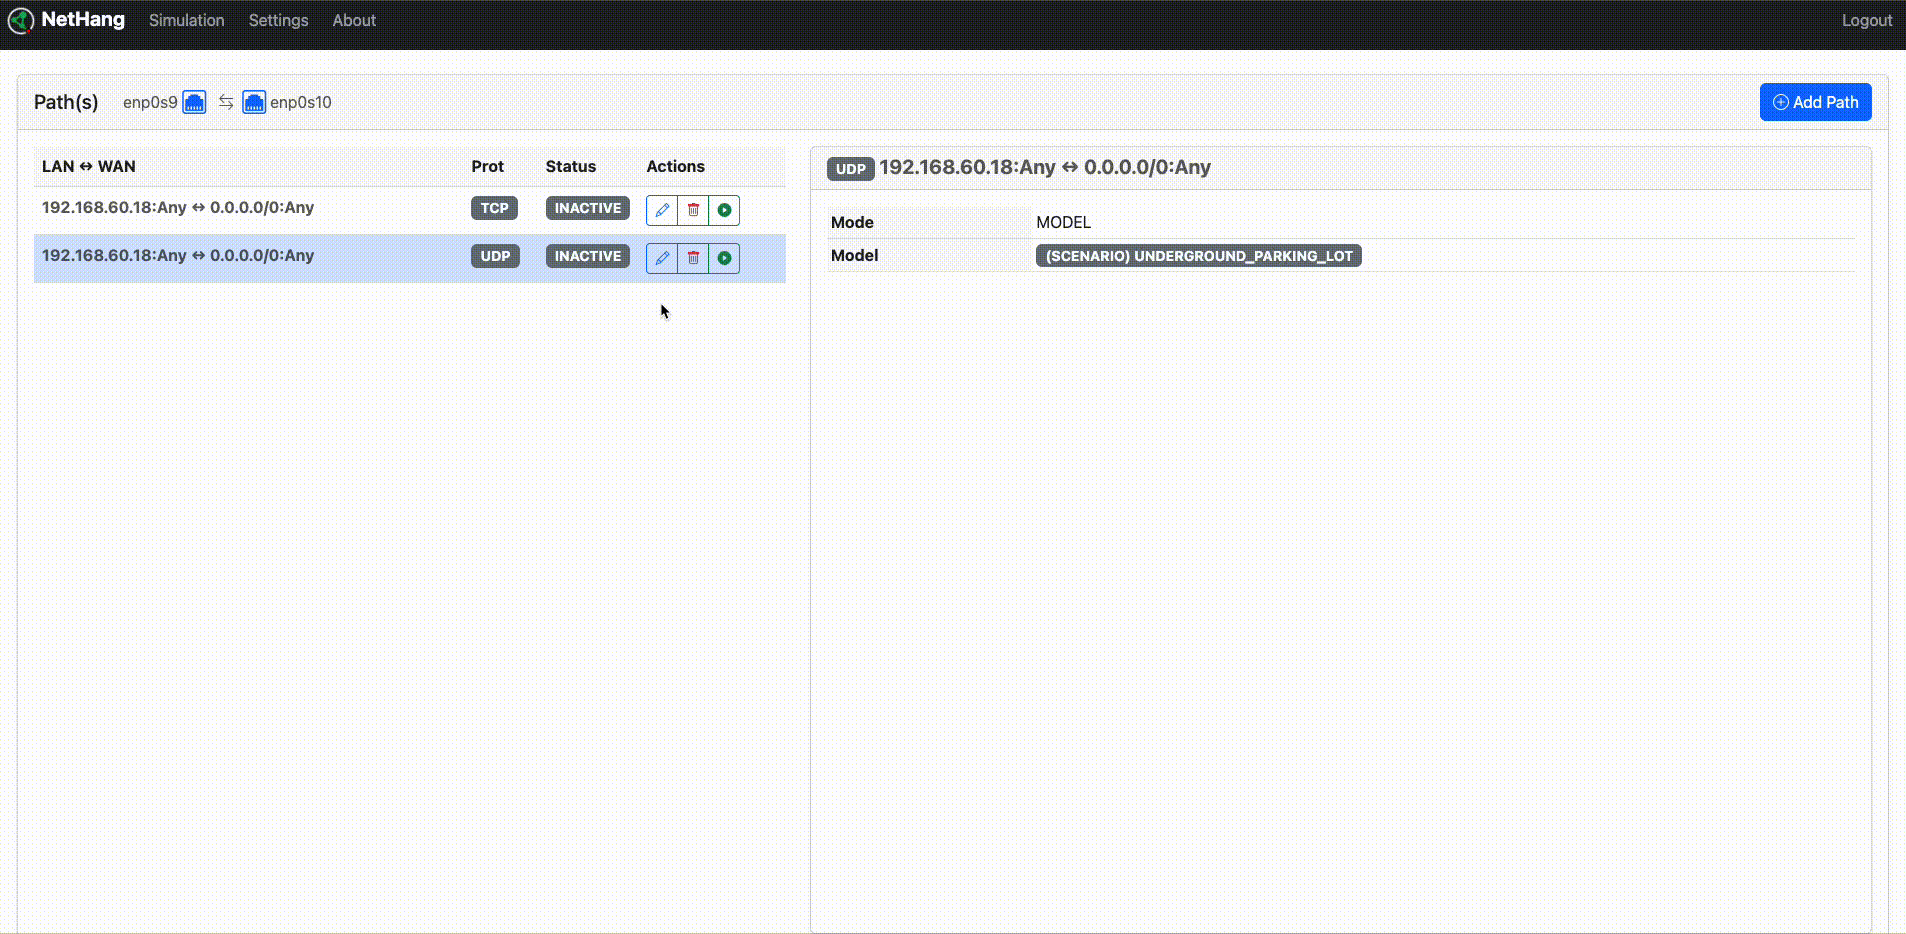 NetHang Simulation Settings About Logout
Path(s) enp0s9 enp0s10 Add Path
LAN ↔ WAN Prot Status Actions
192.168.60.18:Any ↔ 0.0.0.0/0:Any TCP INACTIVE
192.168.60.18:Any ↔ 0.0.0.0/0:Any UDP INACTIVE
UDP 192.168.60.18:Any ↔ 0.0.0.0/0:Any
Mode MODEL
Model (SCENARIO) UNDERGROUND_PARKING_LOT